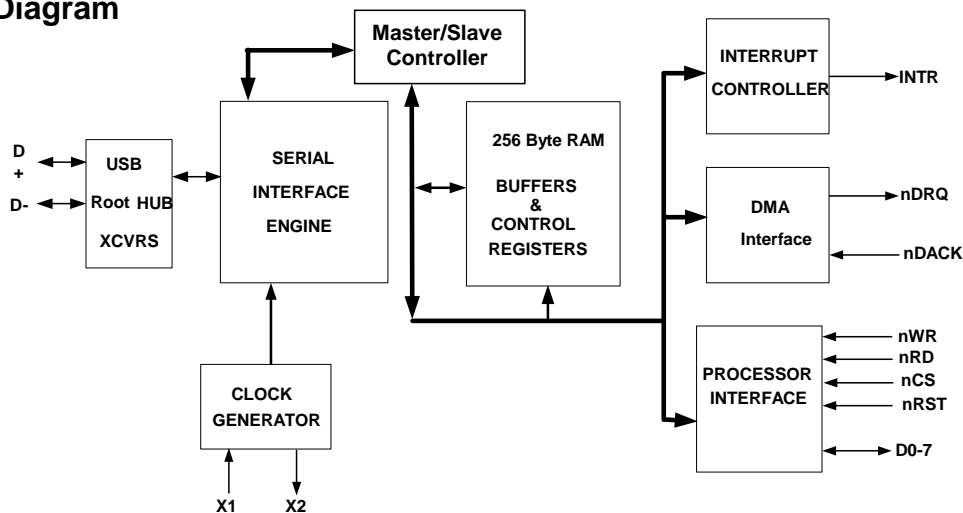 Diagram
Master/Slave
Controller
INTERRUPT
CONTROLLER
INTR
D
+
D-
USB
Root HUB
XCVRS
SERIAL
INTERFACE
ENGINE
256 Byte RAM
BUFFERS
&
CONTROL
REGISTERS
DMA
Interface
nDRQ
nDACK
CLOCK
GENERATOR
X1
X2
PROCESSOR
INTERFACE
nWR
nRD
nCS
nRST
D0-7